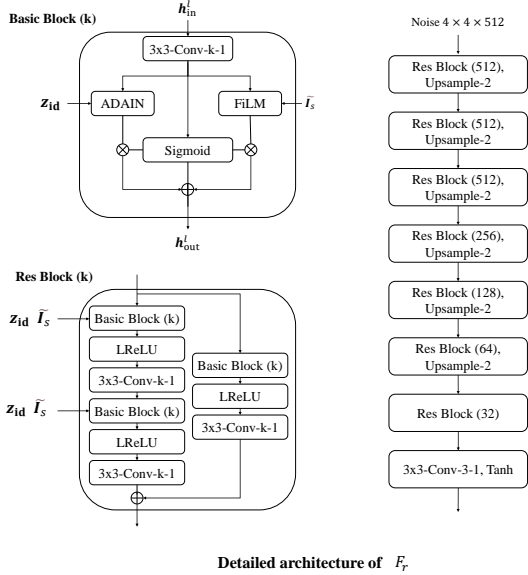 Basic Block (k)
h_in^l
3x3-Conv-k-1
z_id
ADAIN
FiLM
Ĩ_s
Sigmoid
h_out^l
Res Block (k)
z_id Ĩ_s
Basic Block (k)
LReLU
3x3-Conv-k-1
z_id Ĩ_s
Basic Block (k)
LReLU
3x3-Conv-k-1
Basic Block (k)
LReLU
3x3-Conv-k-1
Noise 4 × 4 × 512
Res Block (512),
Upsample-2
Res Block (512),
Upsample-2
Res Block (512),
Upsample-2
Res Block (256),
Upsample-2
Res Block (128),
Upsample-2
Res Block (64),
Upsample-2
Res Block (32)
3x3-Conv-3-1, Tanh
Detailed architecture of F_r